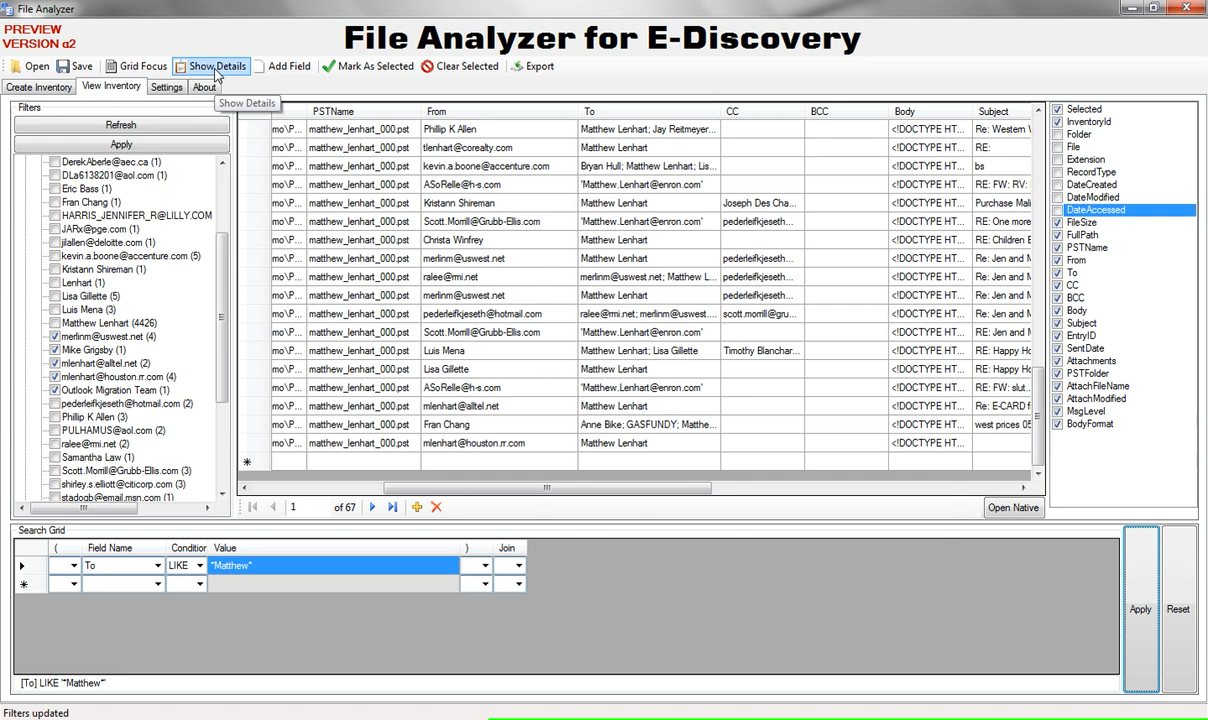 File Analyzer
PREVIEW
VERSION α2
File Analyzer for E-Discovery
Open Save Grid Focus Show Details Add Field Mark As Selected Clear Selected Export
Create Inventory View Inventory Settings About
Show Details
Filters
Refresh
Apply
DerekAberle@aec.ca (1)
DLa6138201@aol.com (1)
Eric Bass (1)
Fran Chang (1)
HARRIS_JENNIFER_R@LILLY.COM
JARx@pge.com (1)
jilallen@deloitte.com (1)
kevin.a.boone@accenture.com (5)
Kristann Shireman (1)
Lenhart (1)
Lisa Gillette (5)
Luis Mena (3)
Matthew Lenhart (4426)
merlinm@uswest.net (4)
Mike Grigsby (1)
mlenhart@alltel.net (2)
mlenhart@houston.rr.com (4)
Outlook Migration Team (1)
pederleifkjeseth@hotmail.com (2)
Phillip K Allen (3)
PULHAMUS@aol.com (2)
ralee@rmi.net (2)
Samantha Law (1)
Scott.Morrill@Grubb-Ellis.com (3)
shirley.s.elliott@citicorp.com (3)
stadogb@email.msn.com (1)
PSTName From To CC BCC Body Subject
mo\P... matthew_lenhart_000.pst Phillip K Allen Matthew Lenhart; Jay Reitmeyer... <!DOCTYPE HT... Re: Western W
matthew_lenhart_000.pst tlenhart@corealty.com Matthew Lenhart <!DOCTYPE HT... RE:
mo\P... matthew_lenhart_000.pst kevin.a.boone@accenture.com Bryan Hull; Matthew Lenhart; Lis... <!DOCTYPE HT... bs
mo\P... matthew_lenhart_000.pst ASoRelle@h-s.com 'Matthew.Lenhart@enron.com' <!DOCTYPE HT... RE: FW: RV:
mo\P... matthew_lenhart_000.pst Kristann Shireman Matthew Lenhart Joseph Des Cha... <!DOCTYPE HT... Purchase Mali
mo\P... matthew_lenhart_000.pst Scott.Morrill@Grubb-Ellis.com 'Matthew.Lenhart@enron.com' pederleifkjeseth... <!DOCTYPE HT... RE: One more
mo\P... matthew_lenhart_000.pst Christa Winfrey Matthew Lenhart <!DOCTYPE HT... RE: Children E
mo\P... matthew_lenhart_000.pst merlinm@uswest.net Matthew Lenhart pederleifkjeseth... <!DOCTYPE HT... Re: Jen and M
mo\P... matthew_lenhart_000.pst ralee@rmi.net merlinm@uswest.net; Matthew L... pederleifkjeseth... <!DOCTYPE HT... Re: Jen and M
mo\P... matthew_lenhart_000.pst merlinm@uswest.net Matthew Lenhart pederleifkjeseth... <!DOCTYPE HT... Re: Jen and M
mo\P... matthew_lenhart_000.pst pederleifkjeseth@hotmail.com ralee@rmi.net; merlinm@uswest.... scott.morrill@gru... <!DOCTYPE HT... Re: Jen and M
mo\P... matthew_lenhart_000.pst Scott.Morrill@Grubb-Ellis.com 'Matthew.Lenhart@enron.com' <!DOCTYPE HT... RE: Jen and M
mo\P... matthew_lenhart_000.pst Luis Mena Matthew Lenhart; Lisa Gillette Timothy Blanchar... <!DOCTYPE HT... RE: Happy Ho
mo\P... matthew_lenhart_000.pst Lisa Gillette Matthew Lenhart <!DOCTYPE HT... RE: Happy Ho
mo\P... matthew_lenhart_000.pst ASoRelle@h-s.com 'Matthew.Lenhart@enron.com' <!DOCTYPE HT... RE: FW: slut...
mo\P... matthew_lenhart_000.pst mlenhart@alltel.net Matthew Lenhart <!DOCTYPE HT... Re: E-CARD f
mo\P... matthew_lenhart_000.pst Fran Chang Anne Bike; GASFUNDY; Matthe... <!DOCTYPE HT... west prices 05
mo\P... matthew_lenhart_000.pst mlenhart@houston.rr.com Matthew Lenhart <!DOCTYPE HT...
1 of 67
Open Native
Selected
InventoryId
Folder
File
Extension
RecordType
DateCreated
DateModified
DateAccessed
FileSize
FullPath
PSTName
From
To
CC
BCC
Body
Subject
EntryID
SentDate
Attachments
PSTFolder
AttachFileName
AttachModified
MsgLevel
BodyFormat
Search Grid
( Field Name Condition Value ) Join
To LIKE "Matthew"
Apply
Reset
[To] LIKE '*Matthew*'
Filters updated